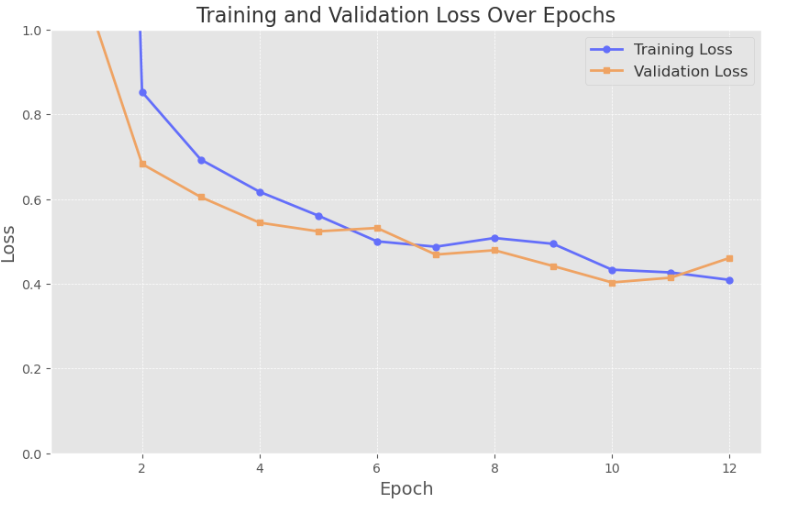 Training and Validation Loss Over Epochs
Training Loss
Validation Loss
Loss
1.0
0.8
0.6
0.4
0.2
0.0
2 4 6 8 10 12
Epoch